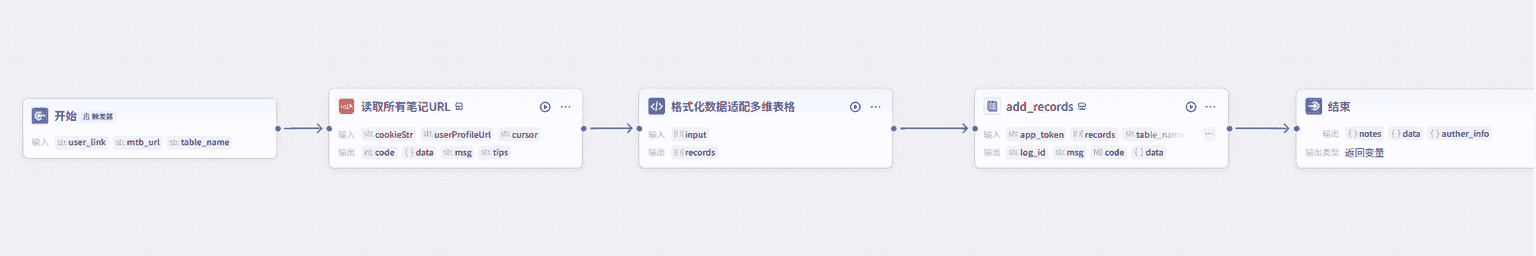 开始 触发器
输入 str. user_link str. mtb_url str. table_name
读取所有笔记URL
输入 str. cookieStr str. userProfileUrl str. cursor
输出 int. code { } data str. msg str. tips
格式化数据适配多维表格
输入 [{}] input
输出 [{}] records
add_records
输入 str. app_token [{}] records str. table_name ...
输出 str. log_id str. msg N0 code { } data
结束
输出 { } notes { } data { } auther_info
输出类型 返回变量